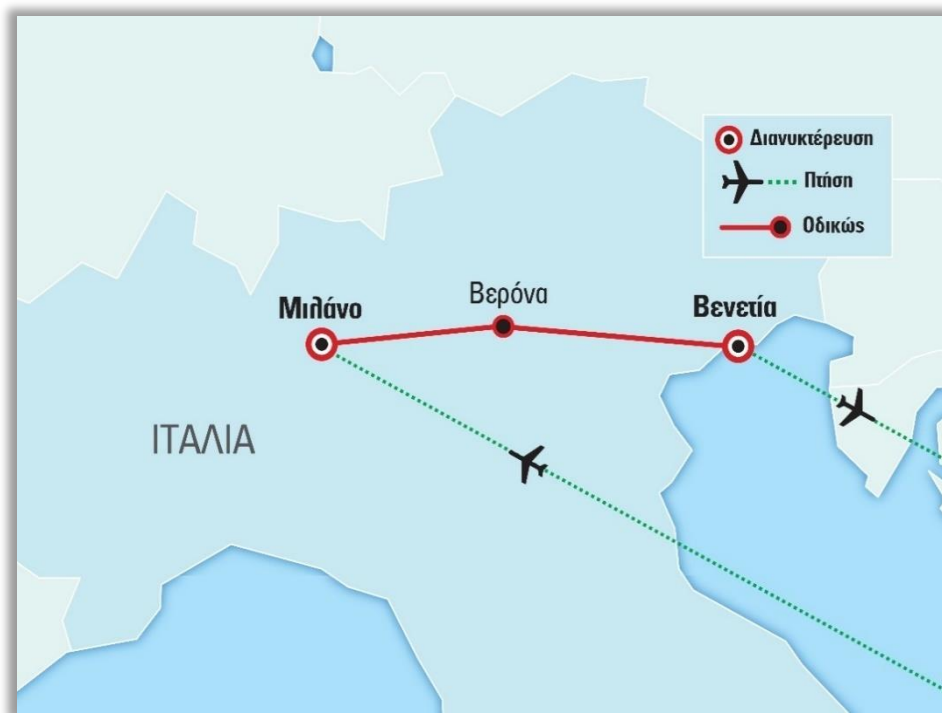 Διανυκτέρευση
Πτήση
Οδικώς
Μιλάνο
Βερόνα
Βενετία
ΙΤΑΛΙΑ